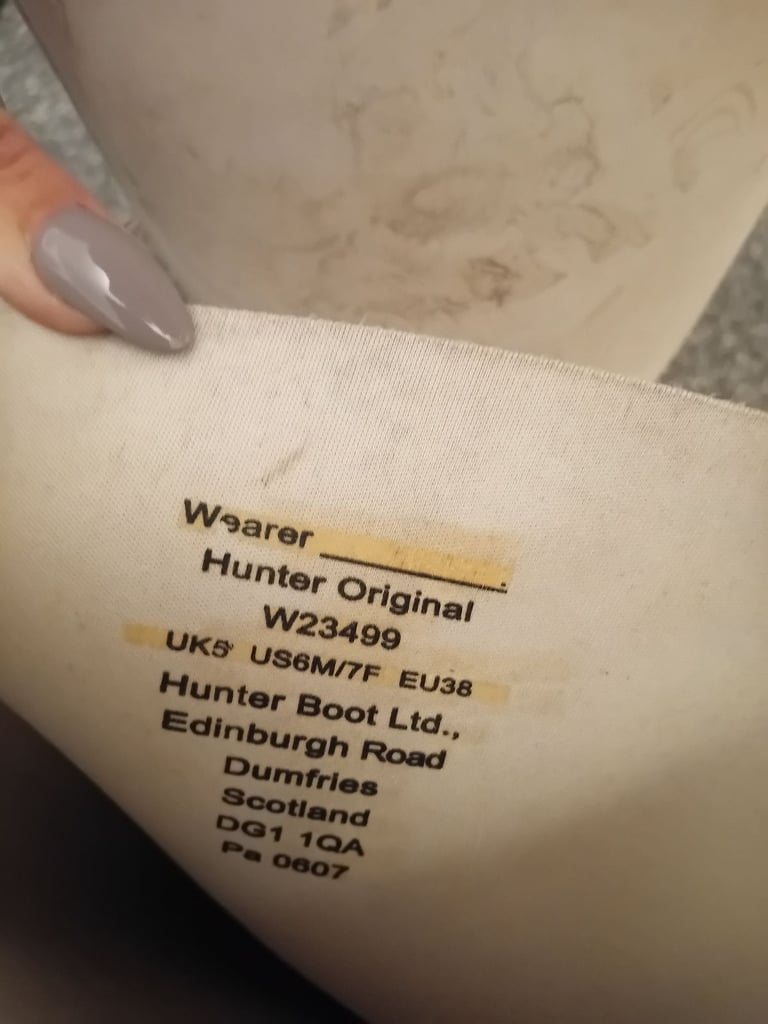 Wearer ____________.
Hunter Original
W23499
UK5 US6M/7F EU38
Hunter Boot Ltd.,
Edinburgh Road
Dumfries
Scotland
DG1 1QA
Pa 0607